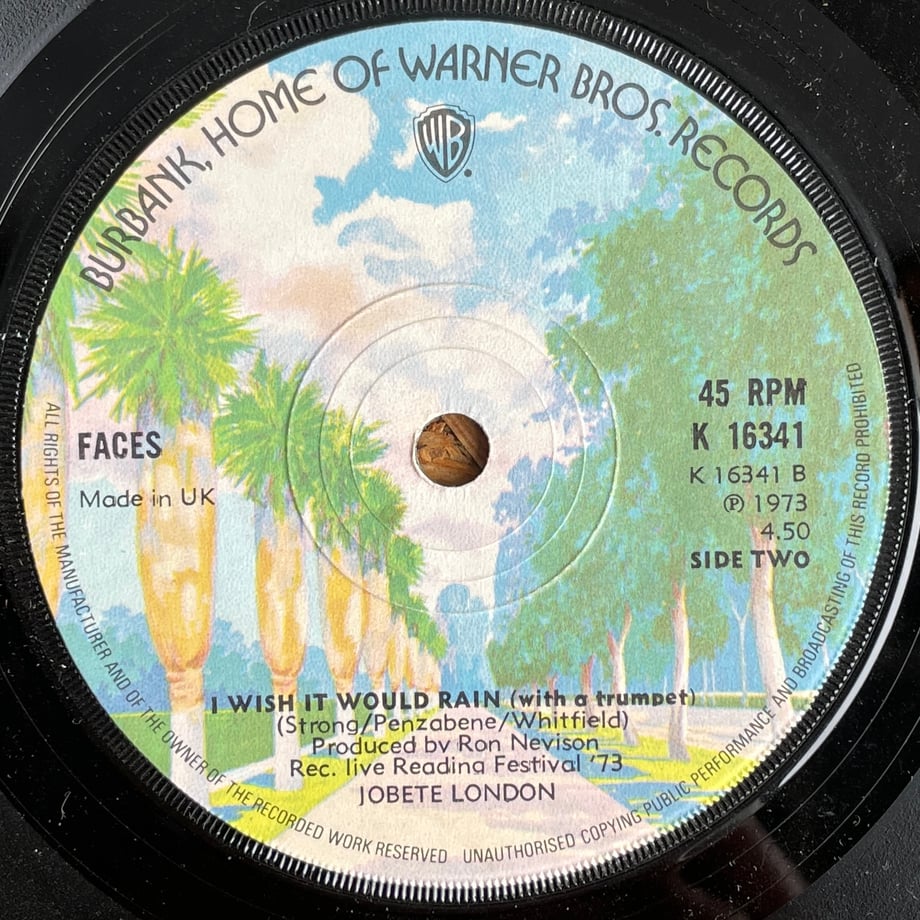 BURBANK, HOME OF WARNER BROS. RECORDS
WB
FACES
Made in UK
45 RPM
K 16341
K 16341 B
Ⓟ 1973
4.50
SIDE TWO
I WISH IT WOULD RAIN (with a trumpet)
(Strong/Penzabene/Whitfield)
Produced by Ron Nevison
Rec. live Reading Festival '73
JOBETE LONDON
ALL RIGHTS OF THE MANUFACTURER AND OF THE OWNER OF THE RECORDED WORK RESERVED UNAUTHORISED COPYING PUBLIC PERFORMANCE AND BROADCASTING OF THIS RECORD PROHIBITED